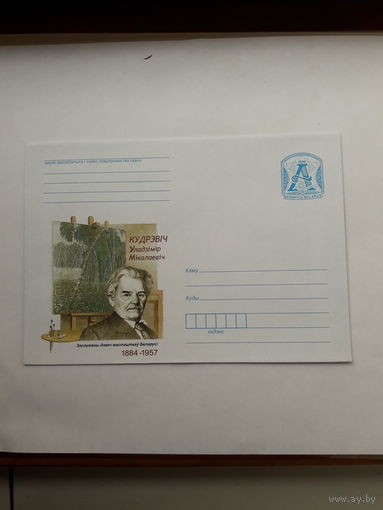 КУДРЭВІЧ
Уладзімір
Мікалаевіч
Заслужаны дзеяч мастацтваў Беларусі
1884 - 1957
А
БЕЛАРУСЬ BELARUS
Каму
Куды
індэкс
www.ay.by